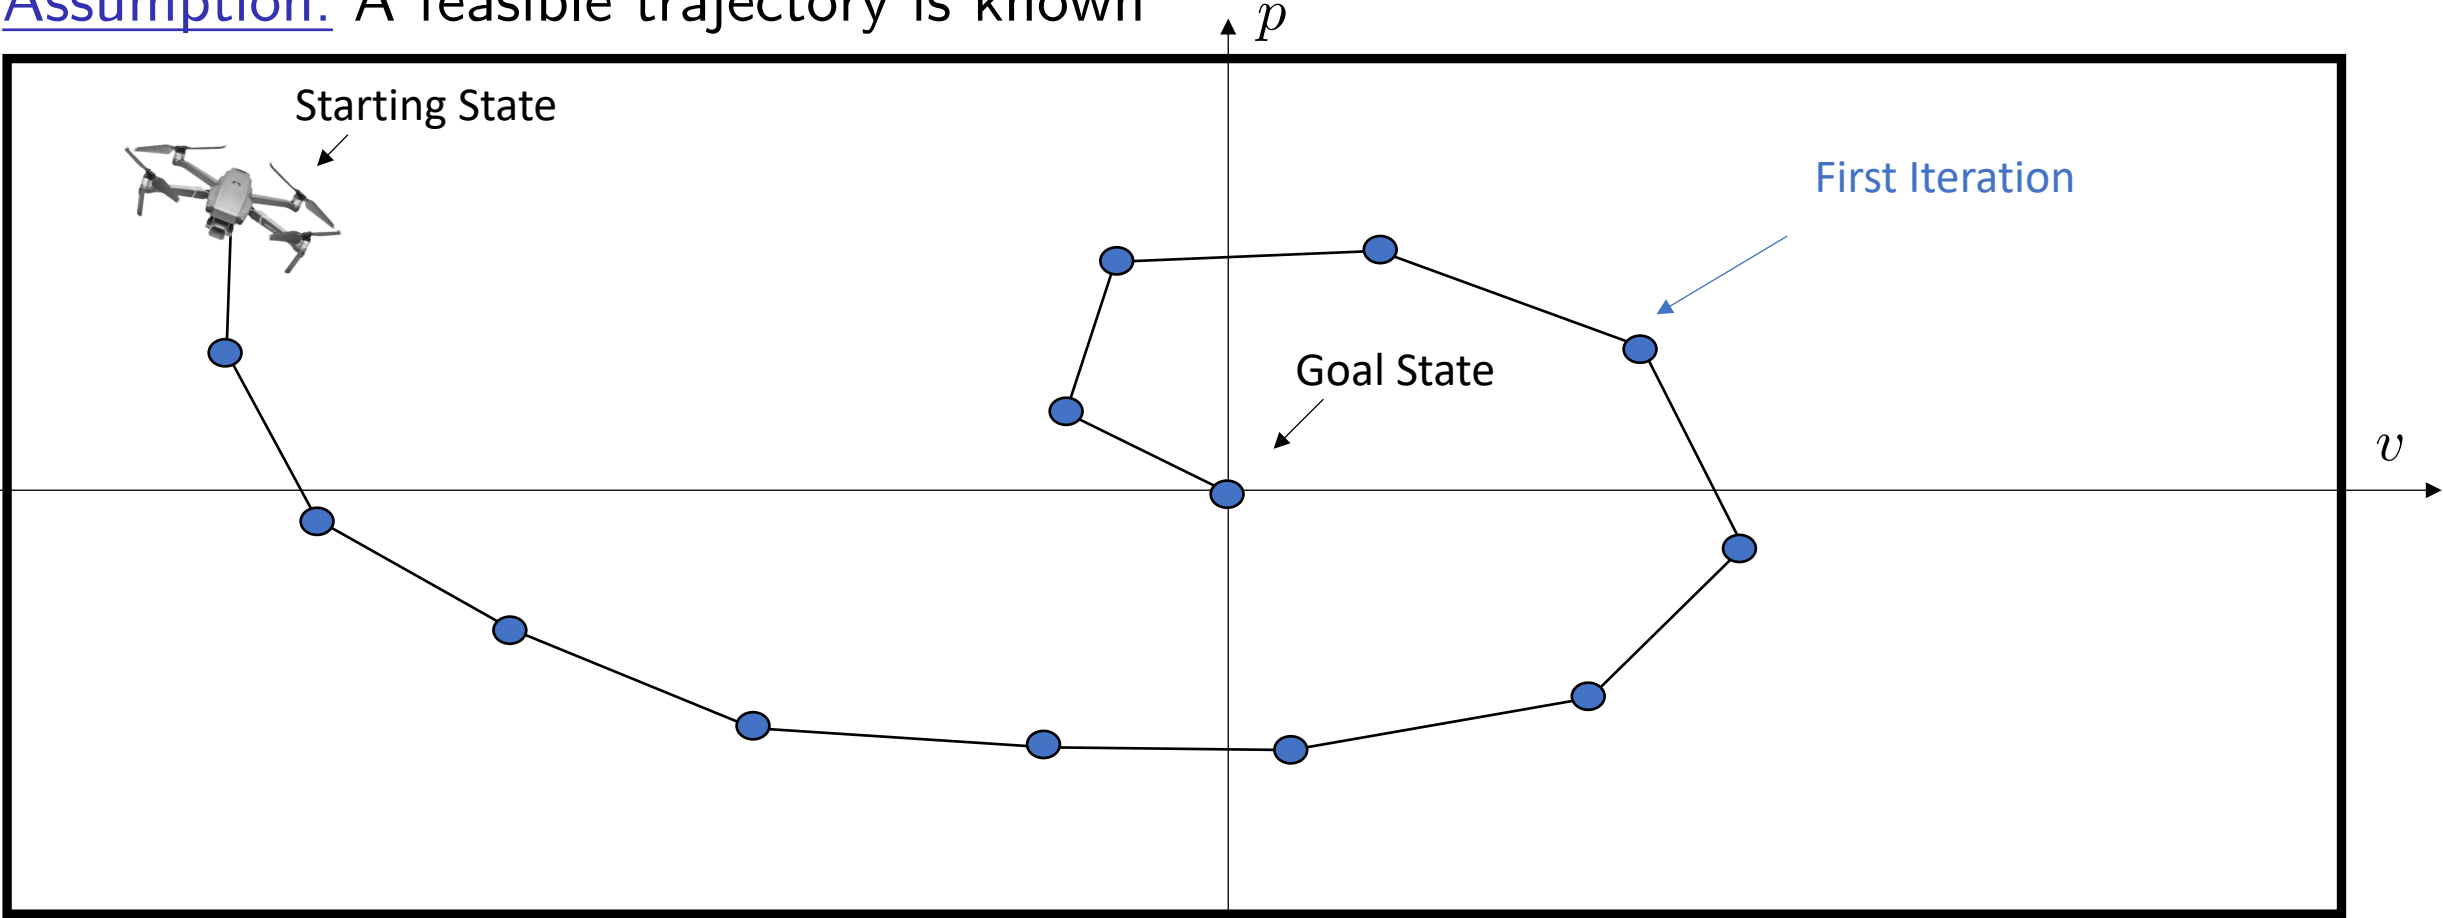 Assumption: A feasible trajectory is known
p
Starting State
First Iteration
Goal State
v